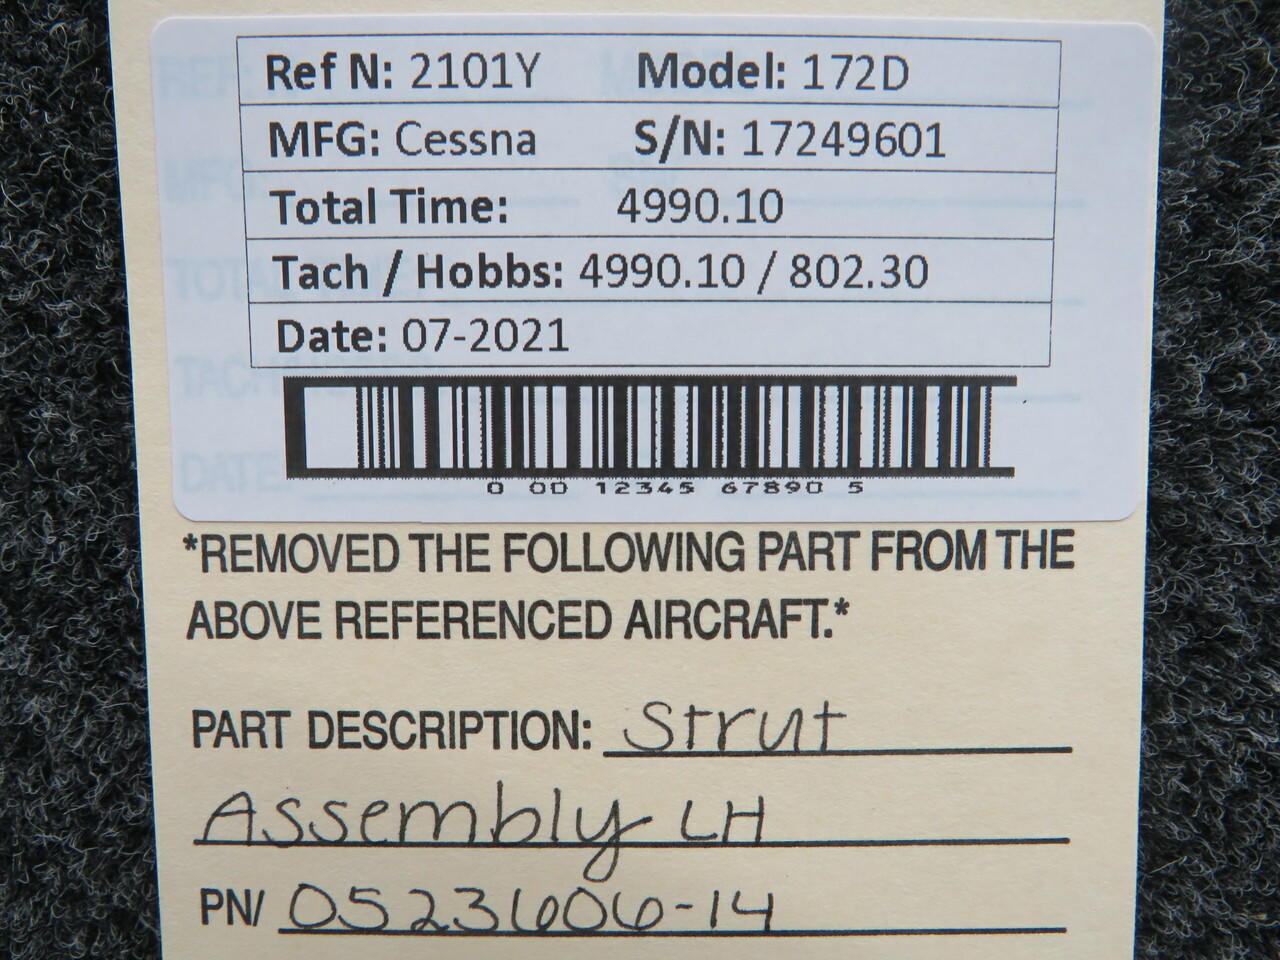 Ref N: 2101Y Model: 172D
MFG: Cessna S/N: 17249601
Total Time: 4990.10
Tach / Hobbs: 4990.10 / 802.30
Date: 07-2021
0 00 12345 67890 5
*REMOVED THE FOLLOWING PART FROM THE
ABOVE REFERENCED AIRCRAFT.*
PART DESCRIPTION: Strut
Assembly LH
PN/ 0523606-14